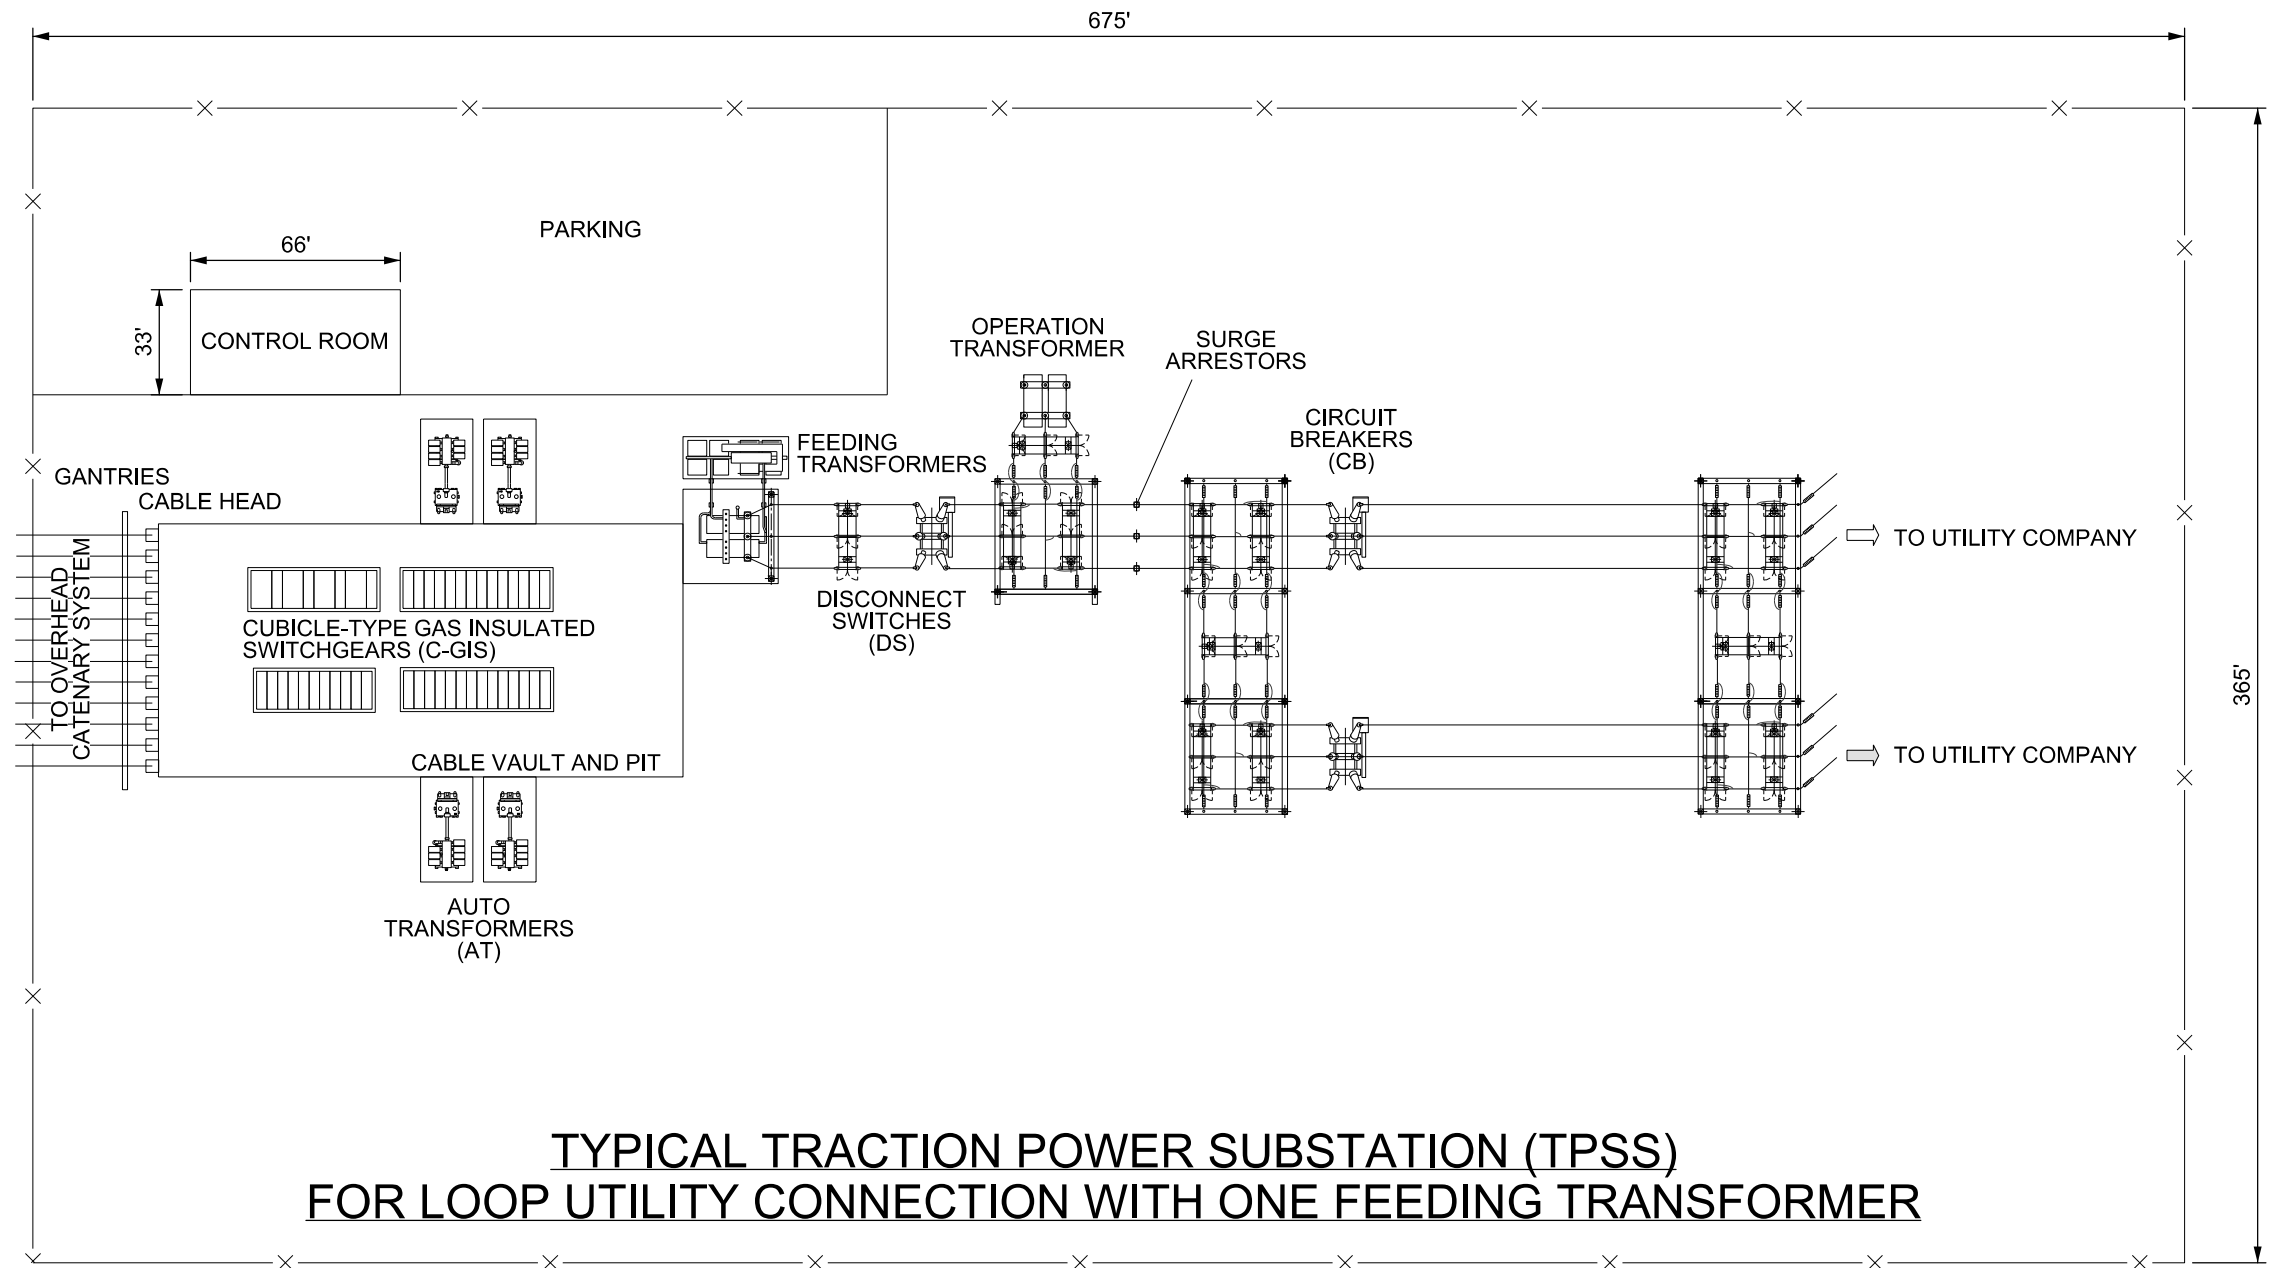 675'
PARKING
66'
33'
CONTROL ROOM
OPERATION
TRANSFORMER
SURGE
ARRESTORS
CIRCUIT
BREAKERS
(CB)
FEEDING
TRANSFORMERS
GANTRIES
CABLE HEAD
TO OVERHEAD
CATENARY SYSTEM
CUBICLE-TYPE GAS INSULATED
SWITCHGEARS (C-GIS)
DISCONNECT
SWITCHES
(DS)
TO UTILITY COMPANY
365'
CABLE VAULT AND PIT
TO UTILITY COMPANY
AUTO
TRANSFORMERS
(AT)
TYPICAL TRACTION POWER SUBSTATION (TPSS)
FOR LOOP UTILITY CONNECTION WITH ONE FEEDING TRANSFORMER